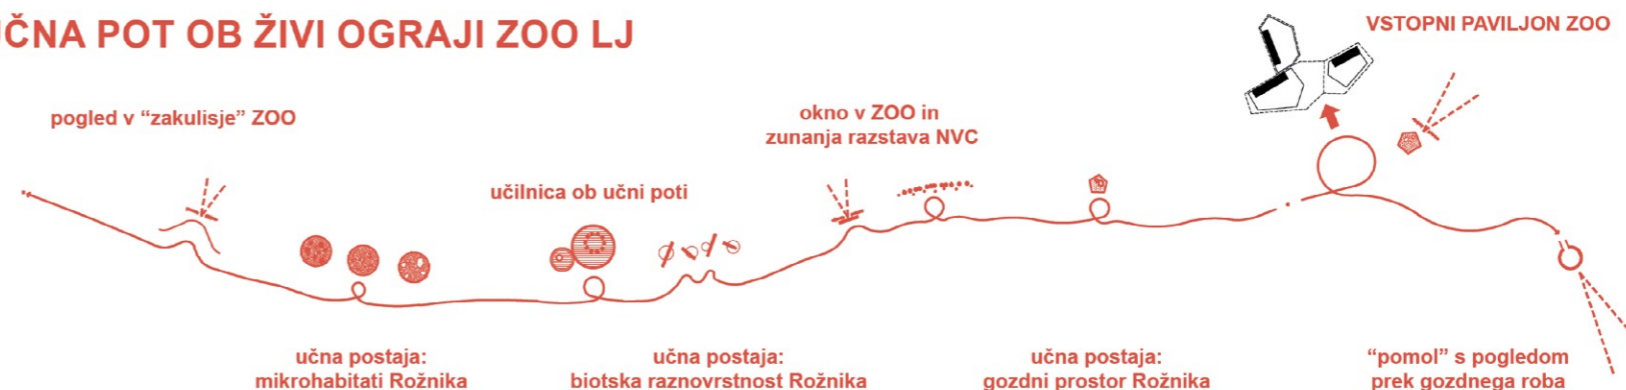 UČNA POT OB ŽIVI OGRAJI ZOO LJ
VSTOPNI PAVILJON ZOO
pogled v “zakulisje” ZOO
okno v ZOO in
zunanja razstava NVC
učilnica ob učni poti
učna postaja:
mikrohabitati Rožnika
učna postaja:
biotska raznovrstnost Rožnika
učna postaja:
gozdni prostor Rožnika
“pomol” s pogledom
prek gozdnega roba